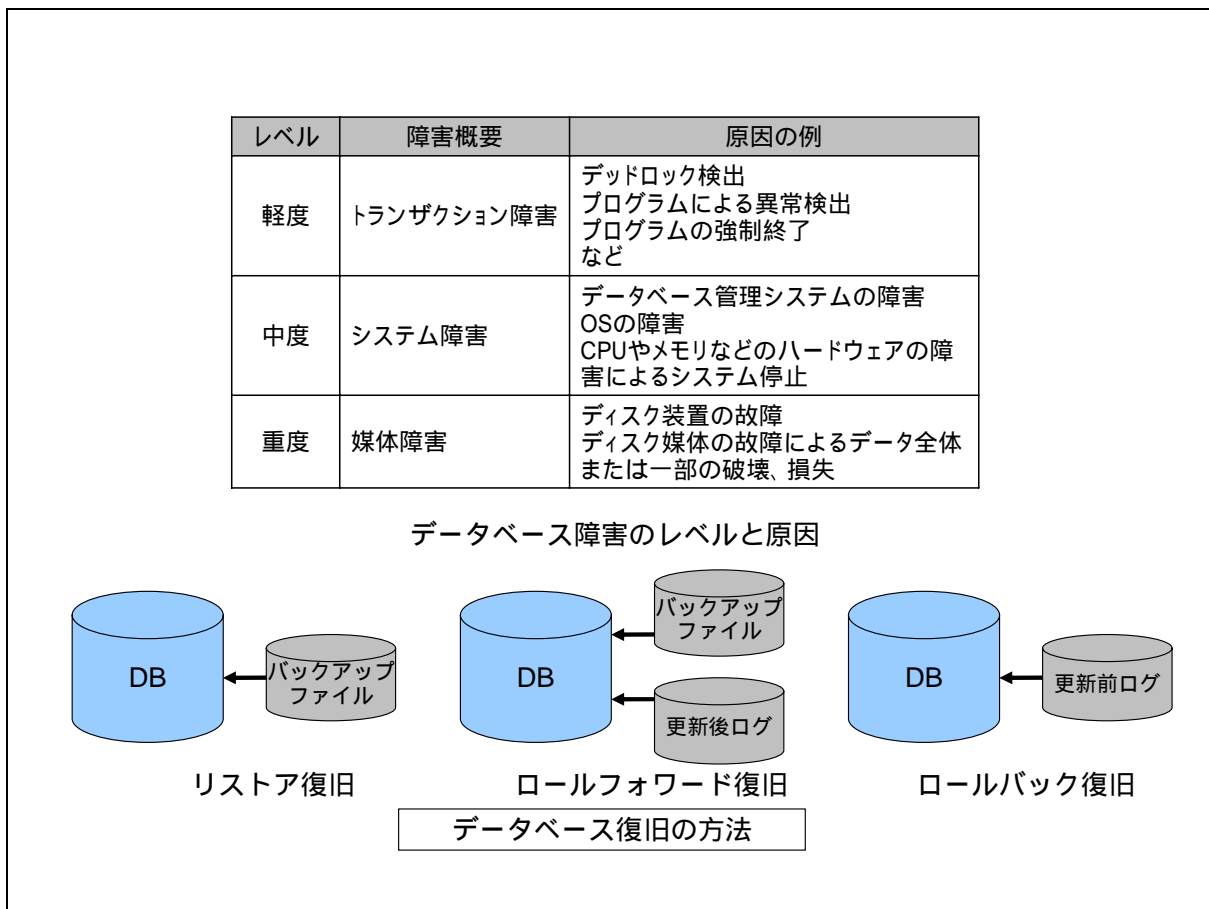 レベル 障害概要 原因の例
軽度 トランザクション障害 デッドロック検出
プログラムによる異常検出
プログラムの強制終了
など
中度 システム障害 データベース管理システムの障害
OSの障害
CPUやメモリなどのハードウェアの障
害によるシステム停止
重度 媒体障害 ディスク装置の故障
ディスク媒体の故障によるデータ全体
または一部の破壊、損失
データベース障害のレベルと原因
DB
バックアップ
ファイル
リストア復旧
DB
バックアップ
ファイル
更新後ログ
ロールフォワード復旧
DB
更新前ログ
ロールバック復旧
データベース復旧の方法